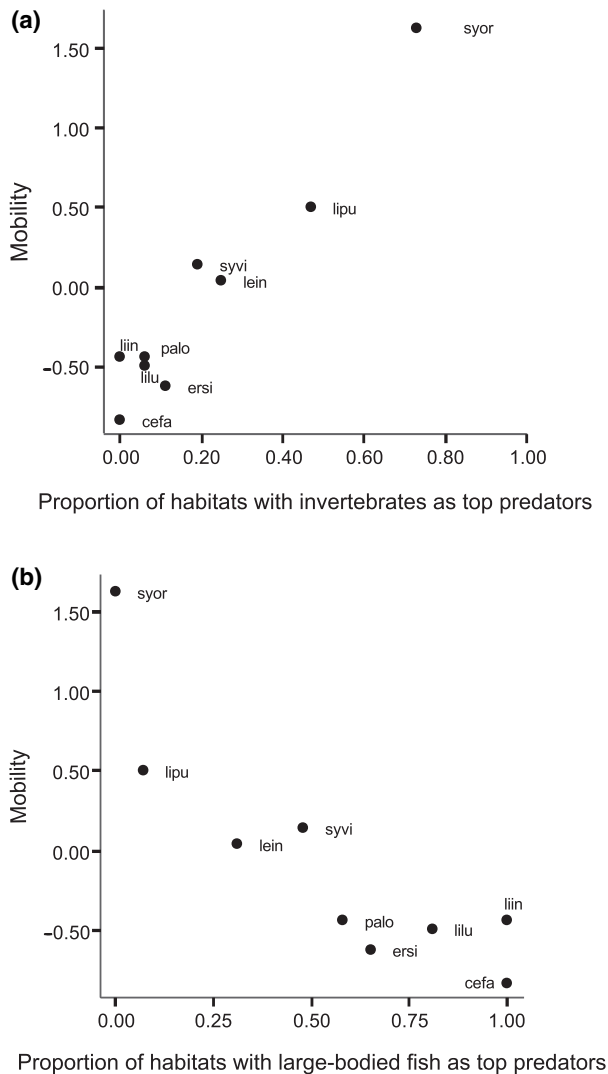 (a)
1.50
syor
1.00
Mobility
0.50
lipu
syvi
lein
0.00
liin
palo
−0.50
lilu
ersi
cefa
0.00 0.20 0.40 0.60 0.80 1.00
Proportion of habitats with invertebrates as top predators
(b)
1.50
syor
1.00
Mobility
0.50
lipu
syvi
lein
0.00
liin
palo
lilu
−0.50
ersi
cefa
0.00 0.25 0.50 0.75 1.00
Proportion of habitats with large-bodied fish as top predators